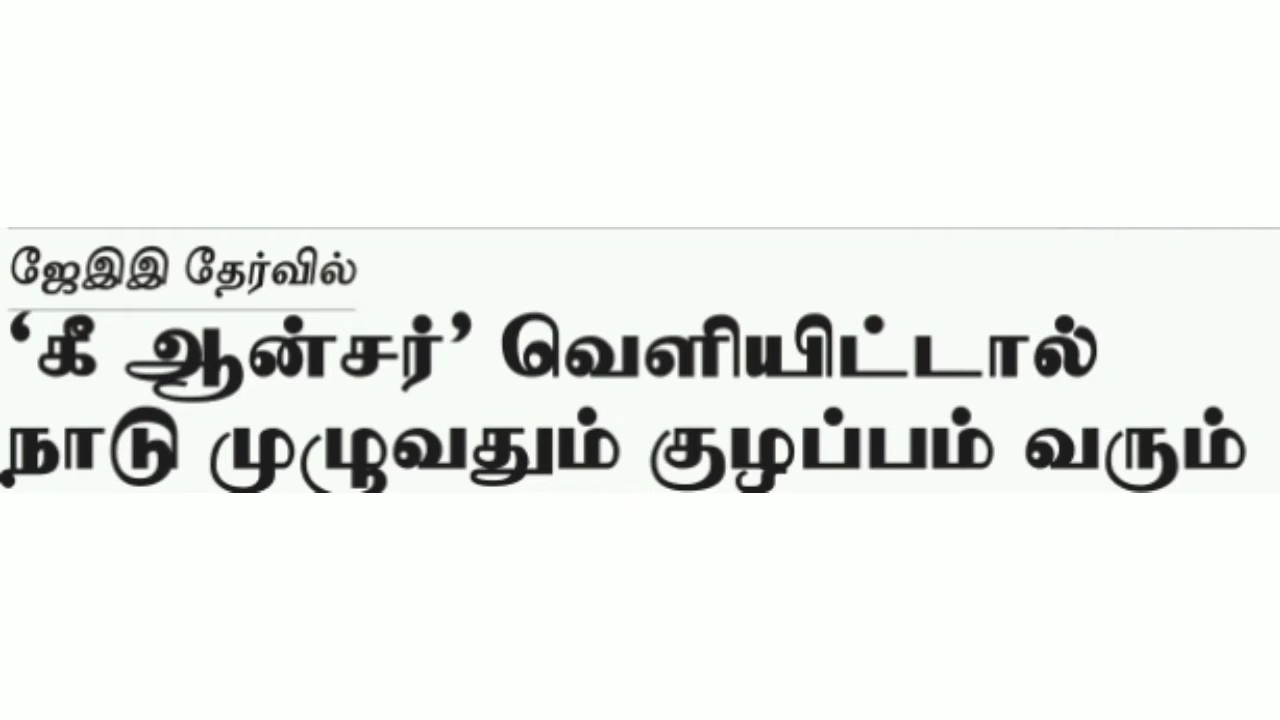 ஜேஇஇ தேர்வில்
‘கீ ஆன்சர்’ வெளியிட்டால்
நாடு முழுவதும் குழப்பம் வரும்